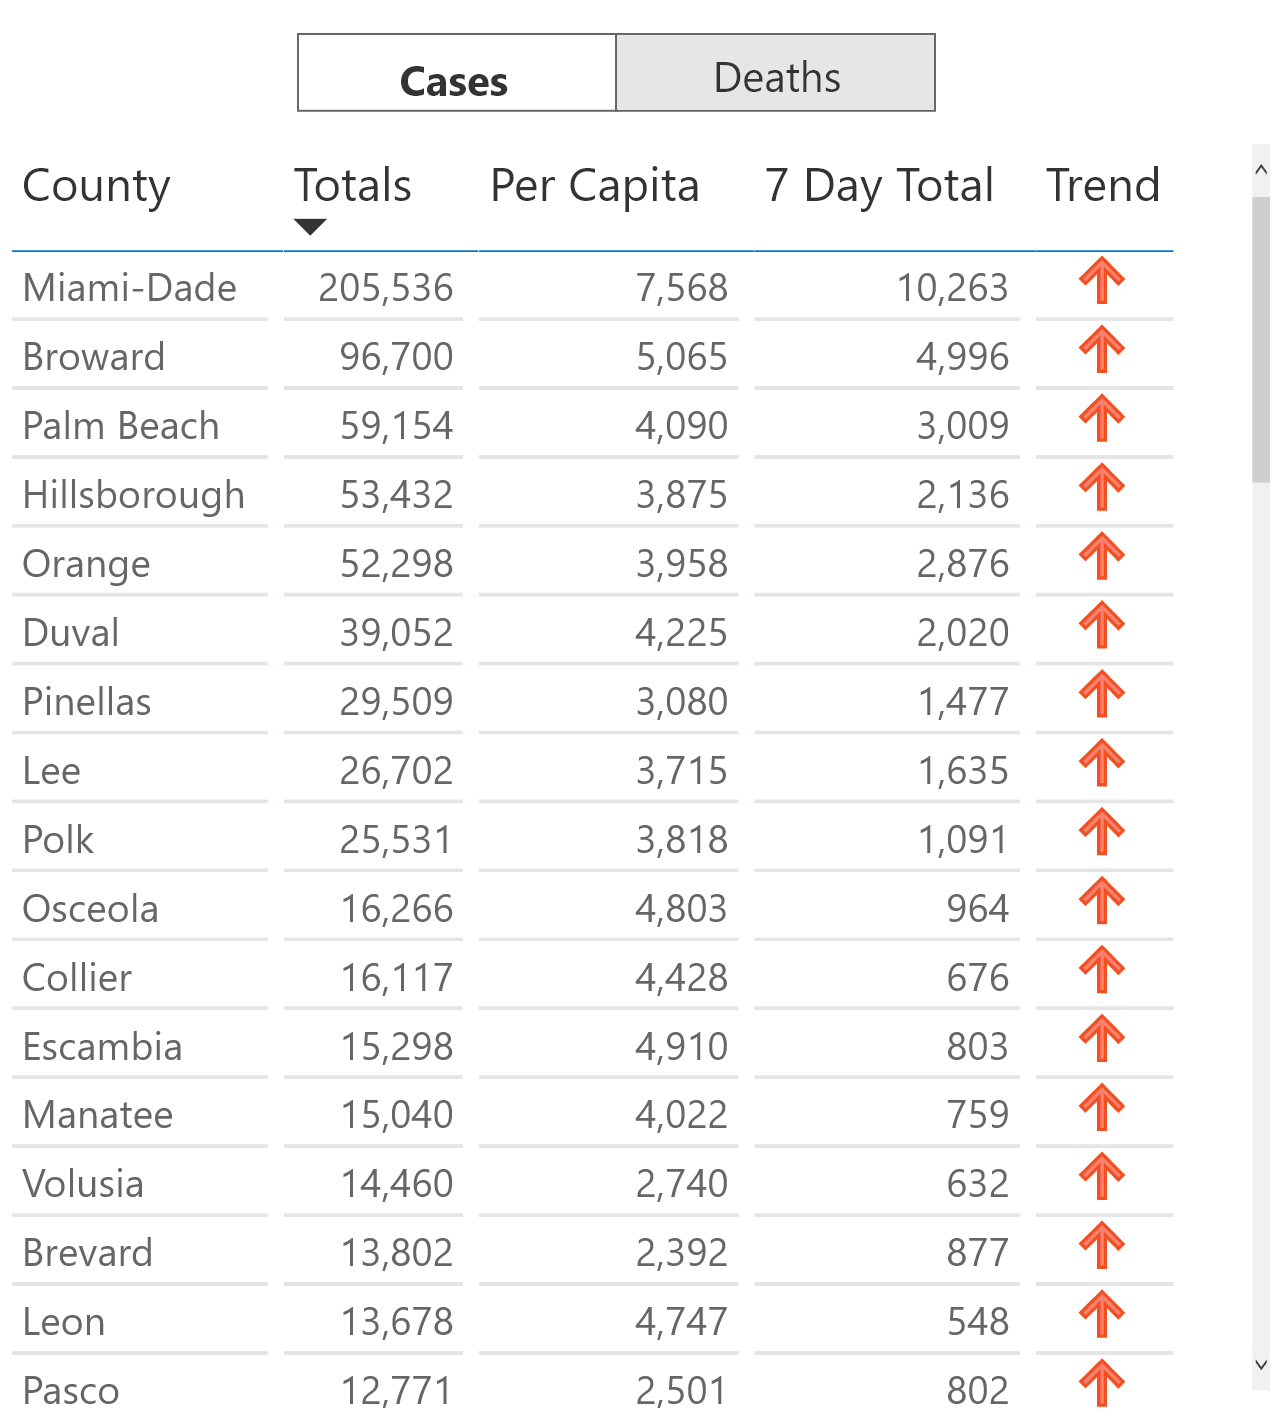 Cases Deaths
County Totals Per Capita 7 Day Total Trend
Miami-Dade 205,536 7,568 10,263
Broward 96,700 5,065 4,996
Palm Beach 59,154 4,090 3,009
Hillsborough 53,432 3,875 2,136
Orange 52,298 3,958 2,876
Duval 39,052 4,225 2,020
Pinellas 29,509 3,080 1,477
Lee 26,702 3,715 1,635
Polk 25,531 3,818 1,091
Osceola 16,266 4,803 964
Collier 16,117 4,428 676
Escambia 15,298 4,910 803
Manatee 15,040 4,022 759
Volusia 14,460 2,740 632
Brevard 13,802 2,392 877
Leon 13,678 4,747 548
Pasco 12,771 2,501 802